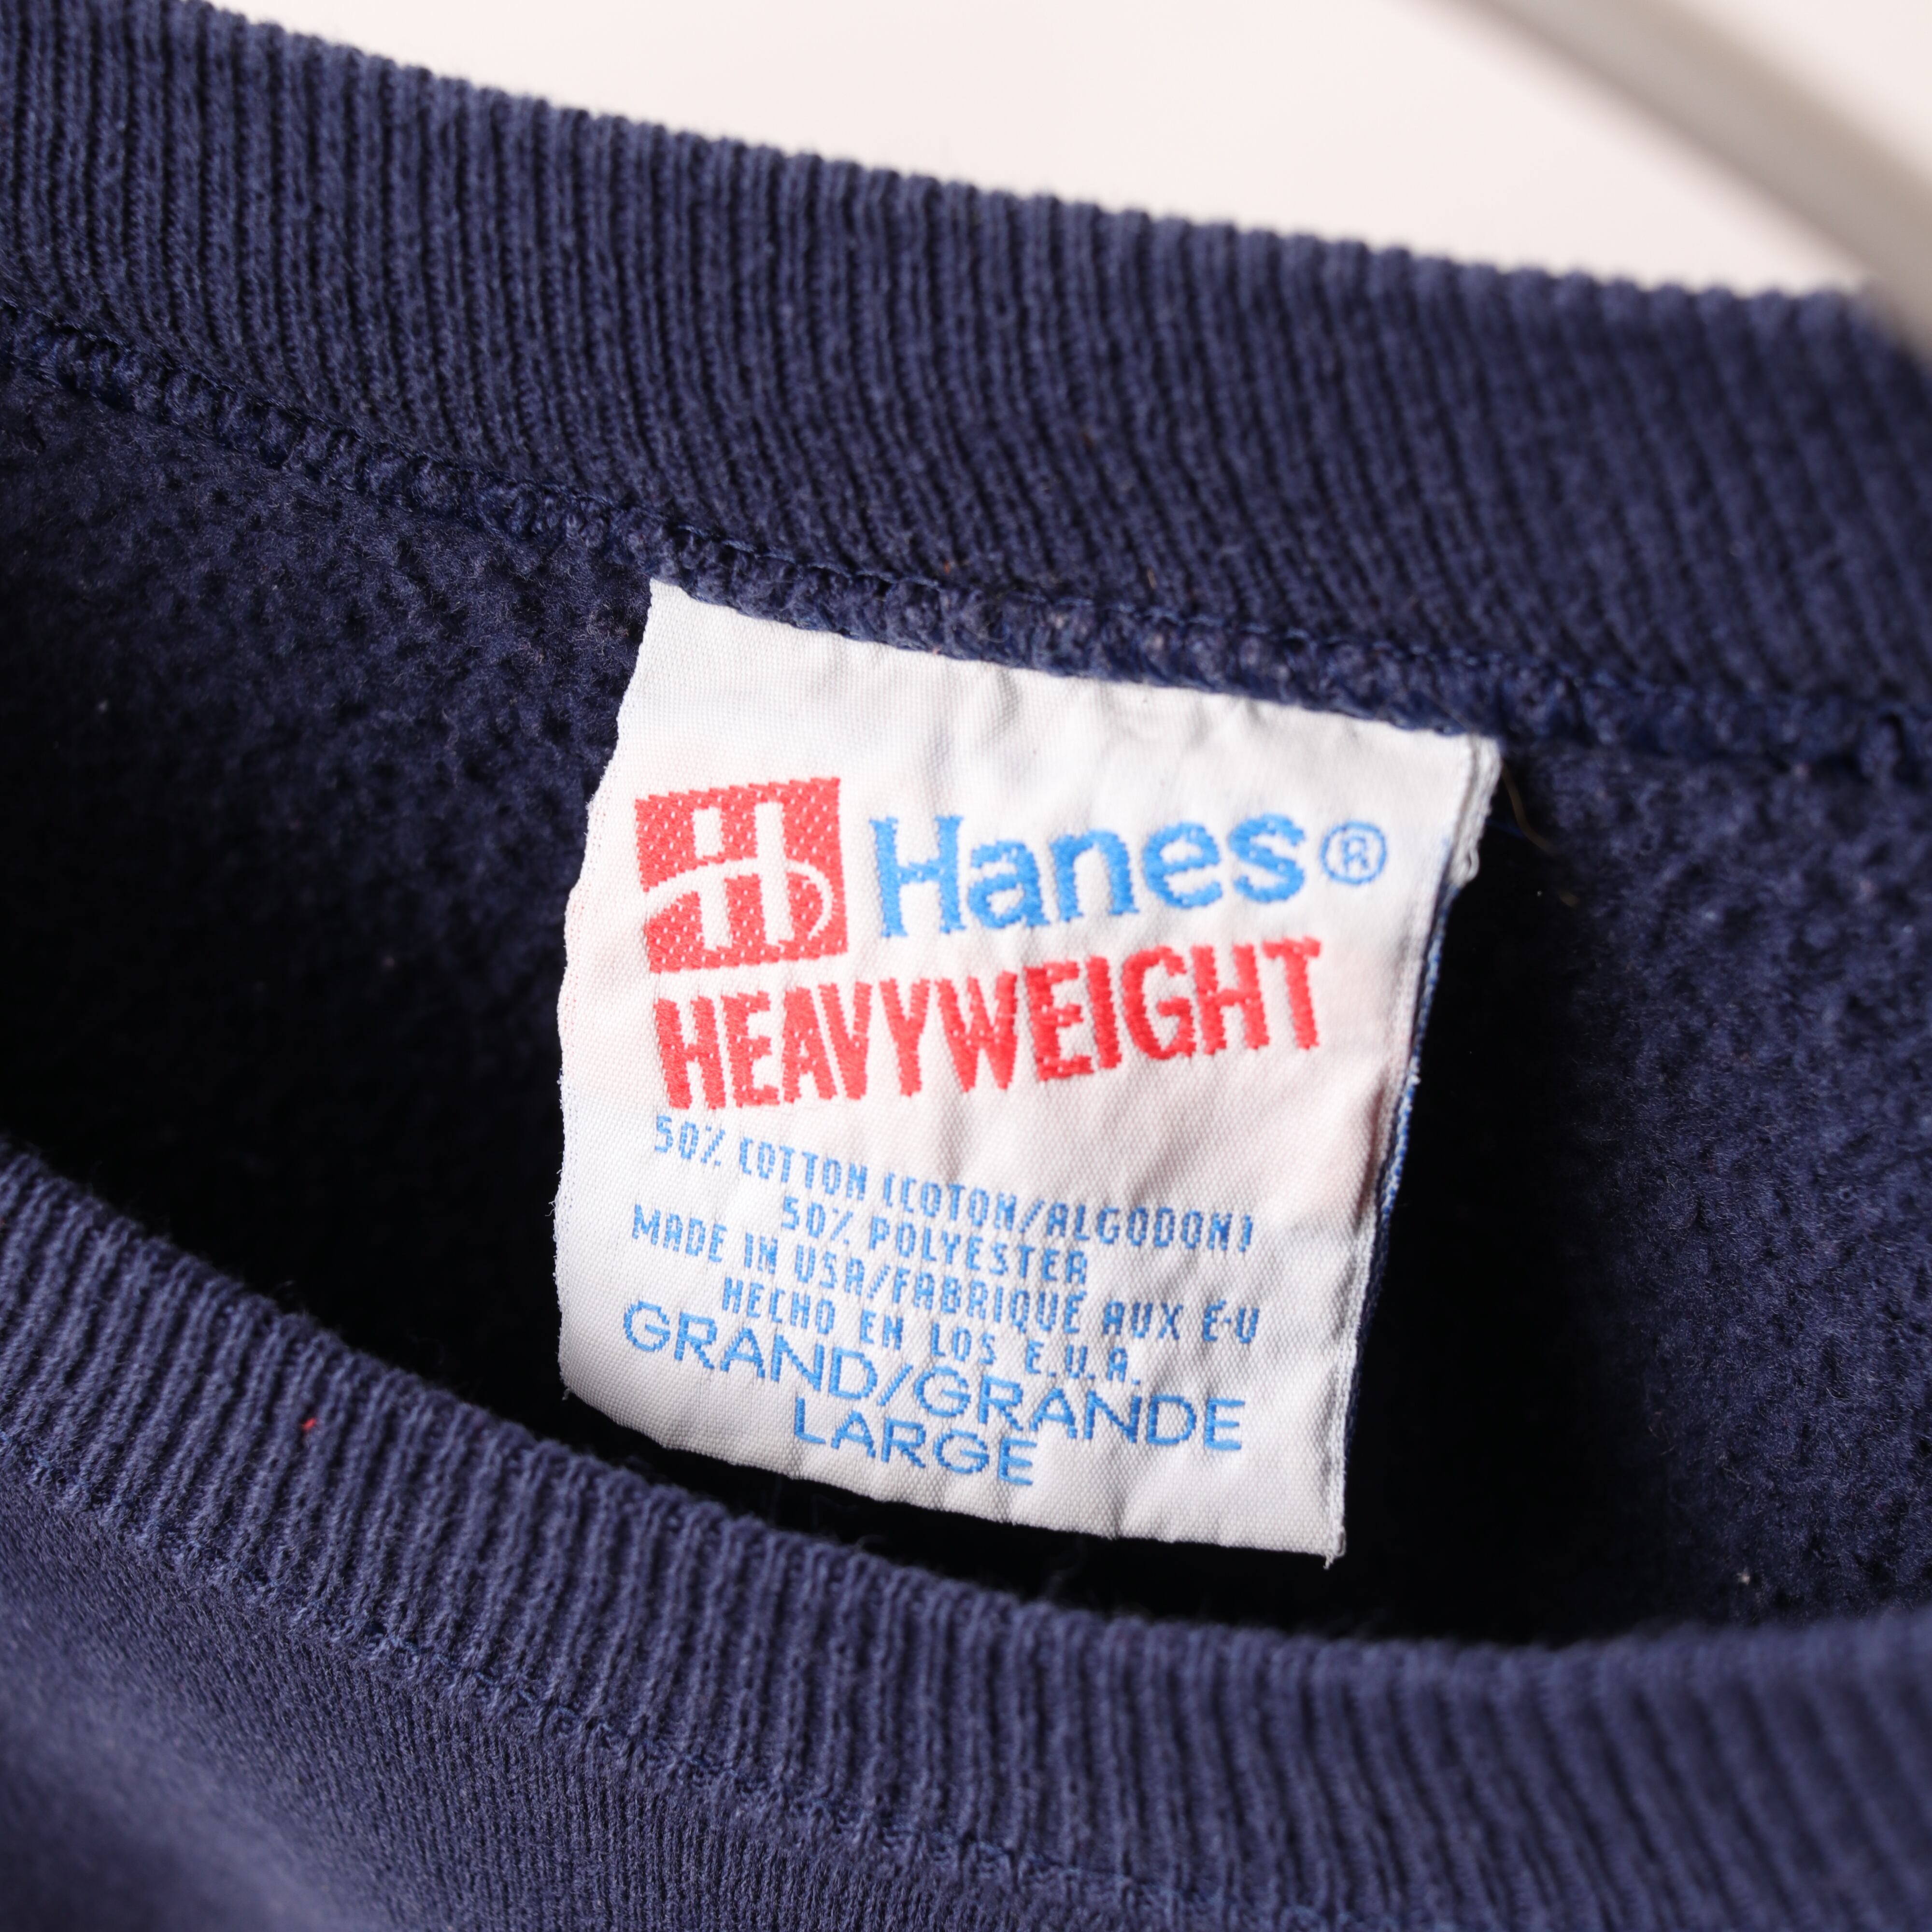 H Hanes®
HEAVYWEIGHT
50% COTTON (COTON/ALGODON)
50% POLYESTER
MADE IN USA/FABRIQUE AUX E-U
HECHO EN LOS E.U.A.
GRAND/GRANDE
LARGE